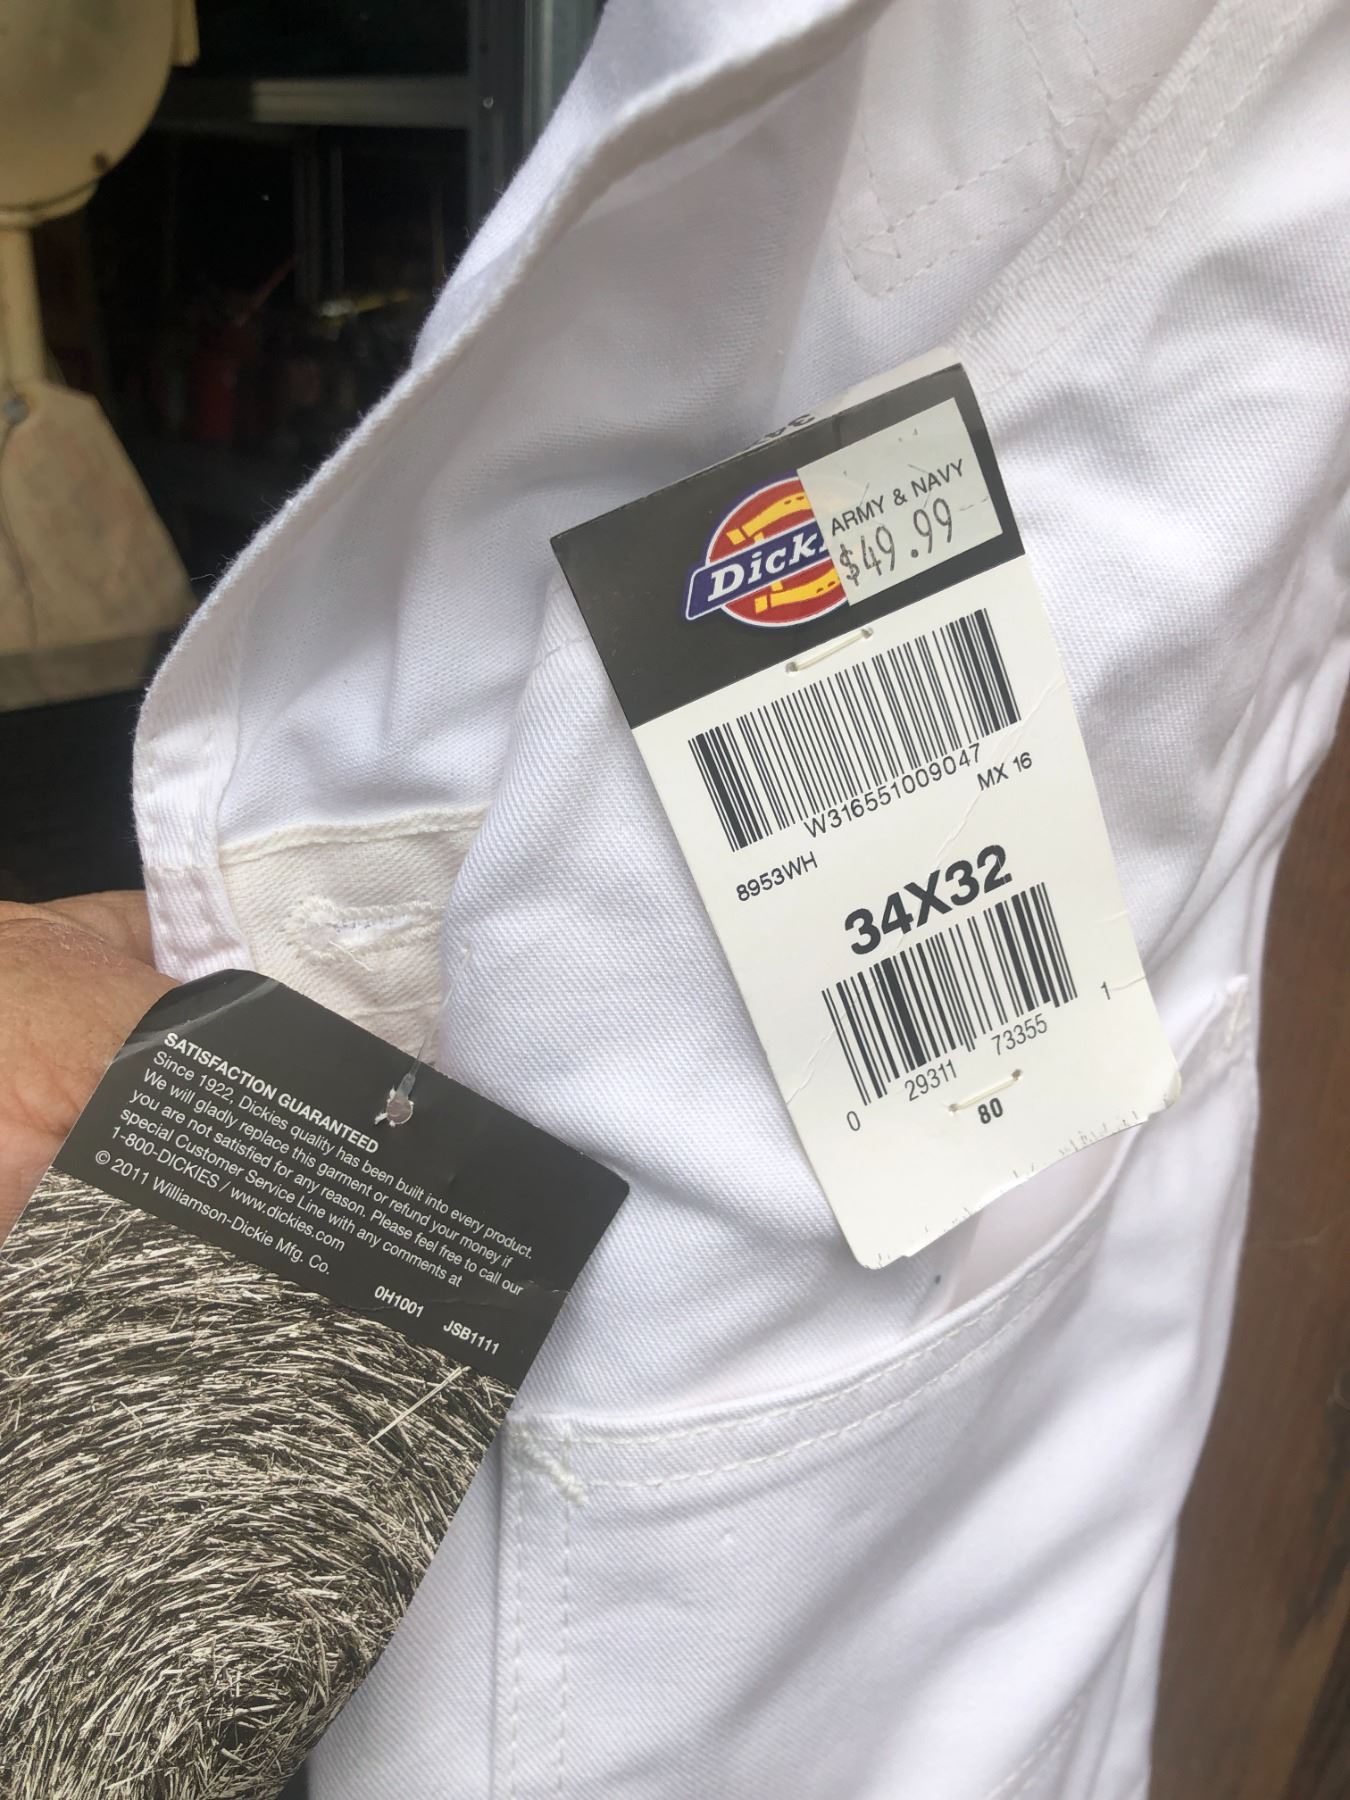 ARMY & NAVY
$49.99
Dick
W316551009047
MX 16
8953WH
34X32
0 29311 73355 1
80
SATISFACTION GUARANTEED
Since 1922, Dickies quality has been built into every product.
We will gladly replace this garment or refund your money if
you are not satisfied for any reason. Please feel free to call our
special Customer Service Line with any comments at
1-800-DICKIES / www.dickies.com
© 2011 Williamson-Dickie Mfg. Co.
0H1001 JSB1111